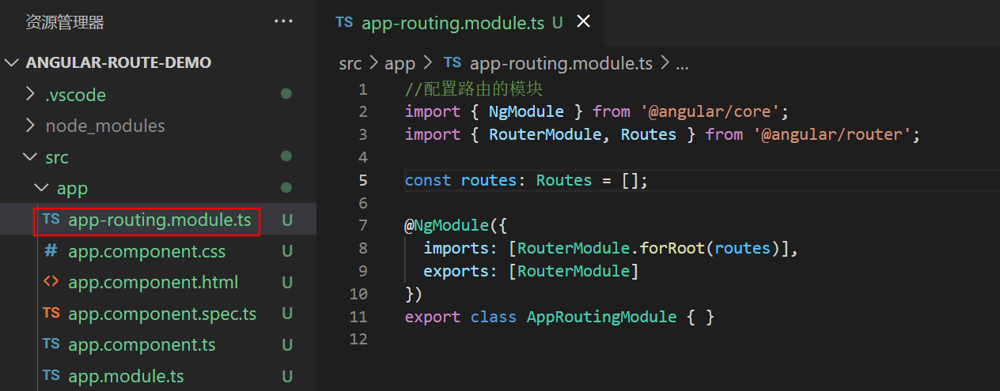 资源管理器 ...
ANGULAR-ROUTE-DEMO
.vscode
node_modules
src
app
TS app-routing.module.ts U
# app.component.css U
<> app.component.html U
TS app.component.spec.ts U
TS app.component.ts U
TS app.module.ts U
TS app-routing.module.ts U
src > app > TS app-routing.module.ts > ...
1 //配置路由的模块
2 import { NgModule } from '@angular/core';
3 import { RouterModule, Routes } from '@angular/router';
4
5 const routes: Routes = [];
6
7 @NgModule({
8   imports: [RouterModule.forRoot(routes)],
9   exports: [RouterModule]
10 })
11 export class AppRoutingModule { }
12